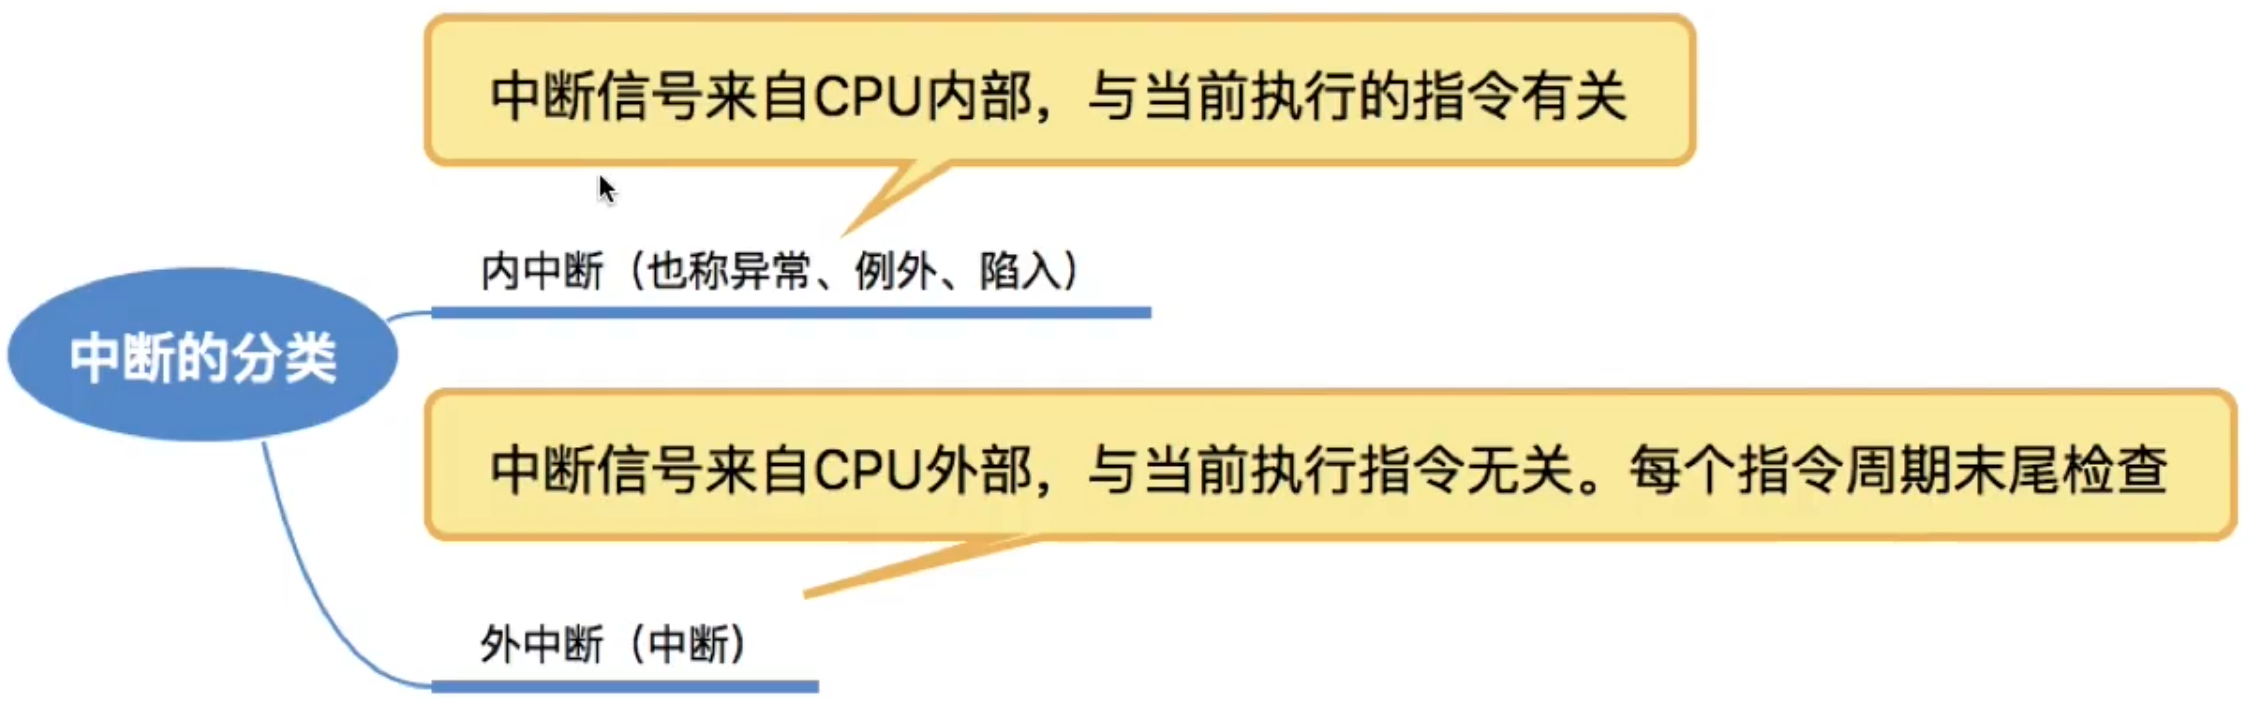 中断信号来自CPU内部，与当前执行的指令有关
内中断（也称异常、例外、陷入）
中断的分类
中断信号来自CPU外部，与当前执行指令无关。每个指令周期末尾检查
外中断（中断）